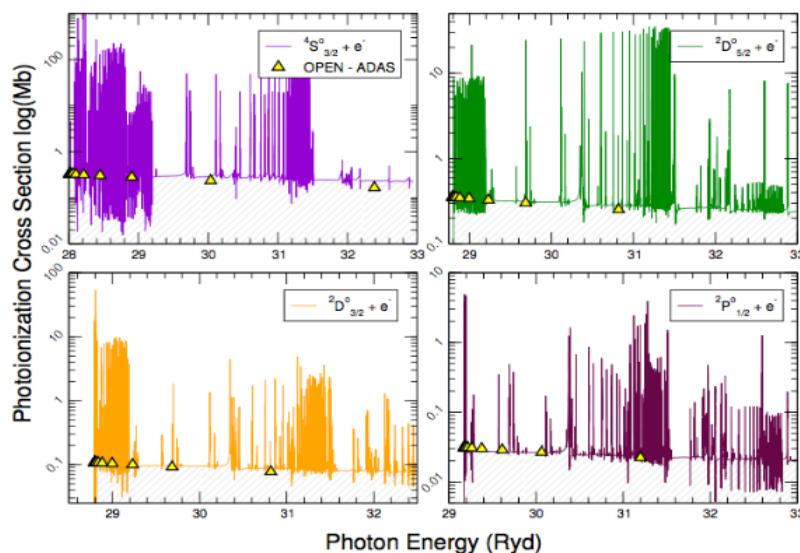 Photoionization Cross Section log(Mb)
⁴S°₃/₂ + e⁻
OPEN - ADAS
100
1
0.01
28 29 30 31 32 33
²D°₅/₂ + e⁻
10
1
0.1
29 30 31 32 33
²D°₃/₂ + e⁻
100
10
1
0.1
29 30 31 32
²P°₁/₂ + e⁻
10
1
0.1
0.01
29 30 31 32 33
Photon Energy (Ryd)